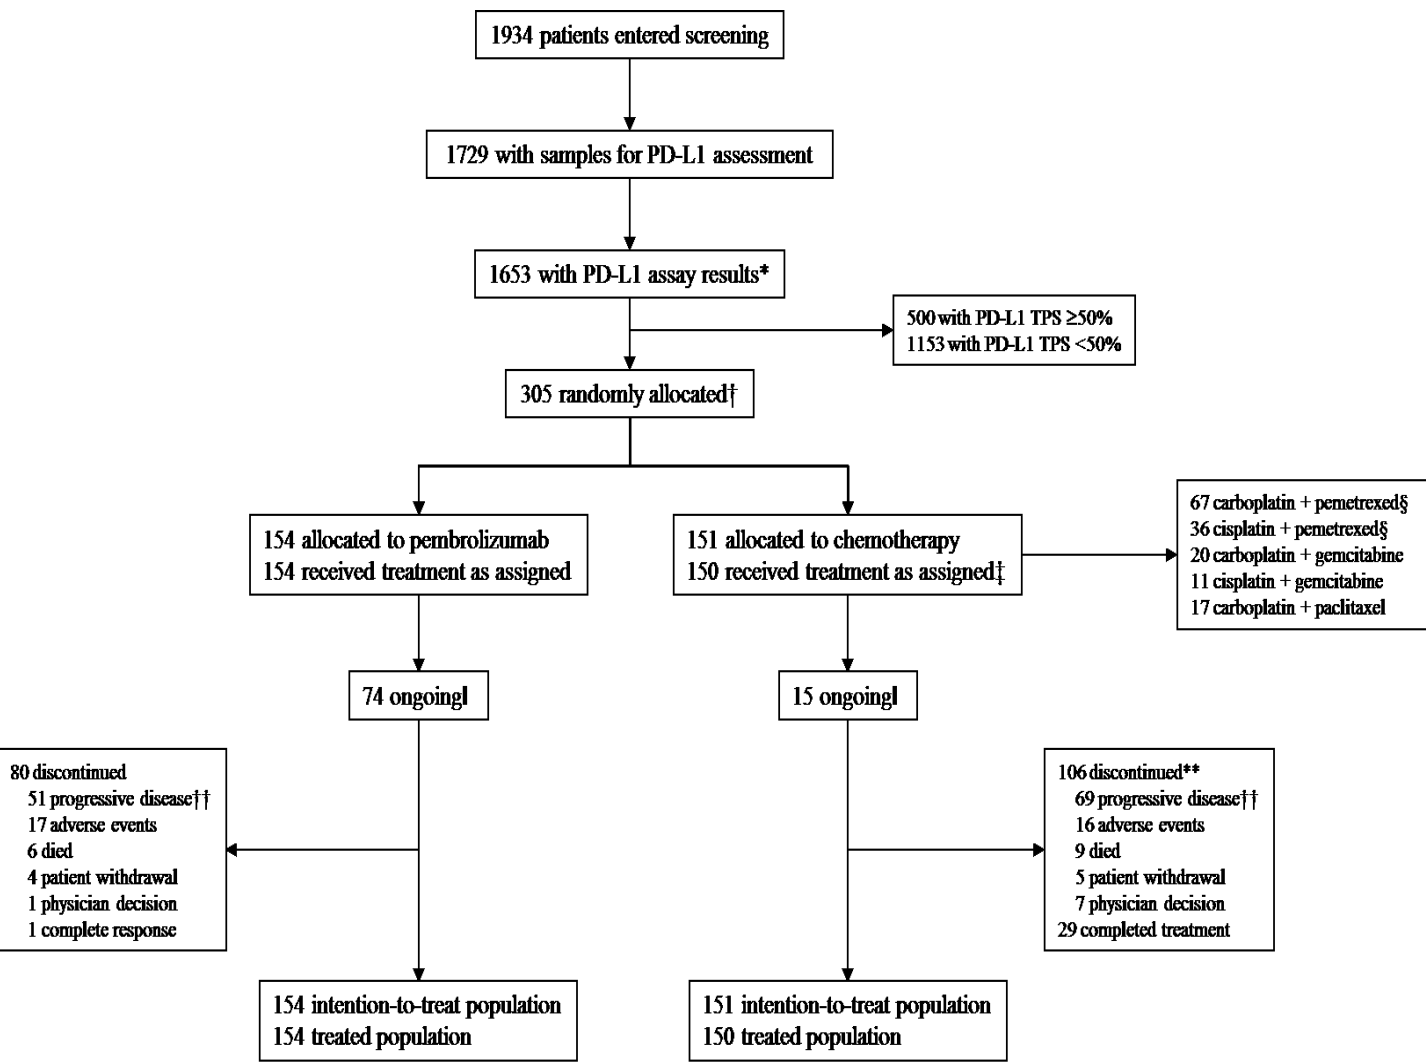 1934 patients entered screening
1729 with samples for PD-L1 assessment
1653 with PD-L1 assay results*
500 with PD-L1 TPS ≥50%
1153 with PD-L1 TPS <50%
305 randomly allocated†
154 allocated to pembrolizumab
154 received treatment as assigned
151 allocated to chemotherapy
150 received treatment as assigned‡
67 carboplatin + pemetrexed§
36 cisplatin + pemetrexed§
20 carboplatin + gemcitabine
11 cisplatin + gemcitabine
17 carboplatin + paclitaxel
74 ongoing‖
15 ongoing‖
80 discontinued
51 progressive disease††
17 adverse events
6 died
4 patient withdrawal
1 physician decision
1 complete response
106 discontinued**
69 progressive disease††
16 adverse events
9 died
5 patient withdrawal
7 physician decision
29 completed treatment
154 intention-to-treat population
154 treated population
151 intention-to-treat population
150 treated population